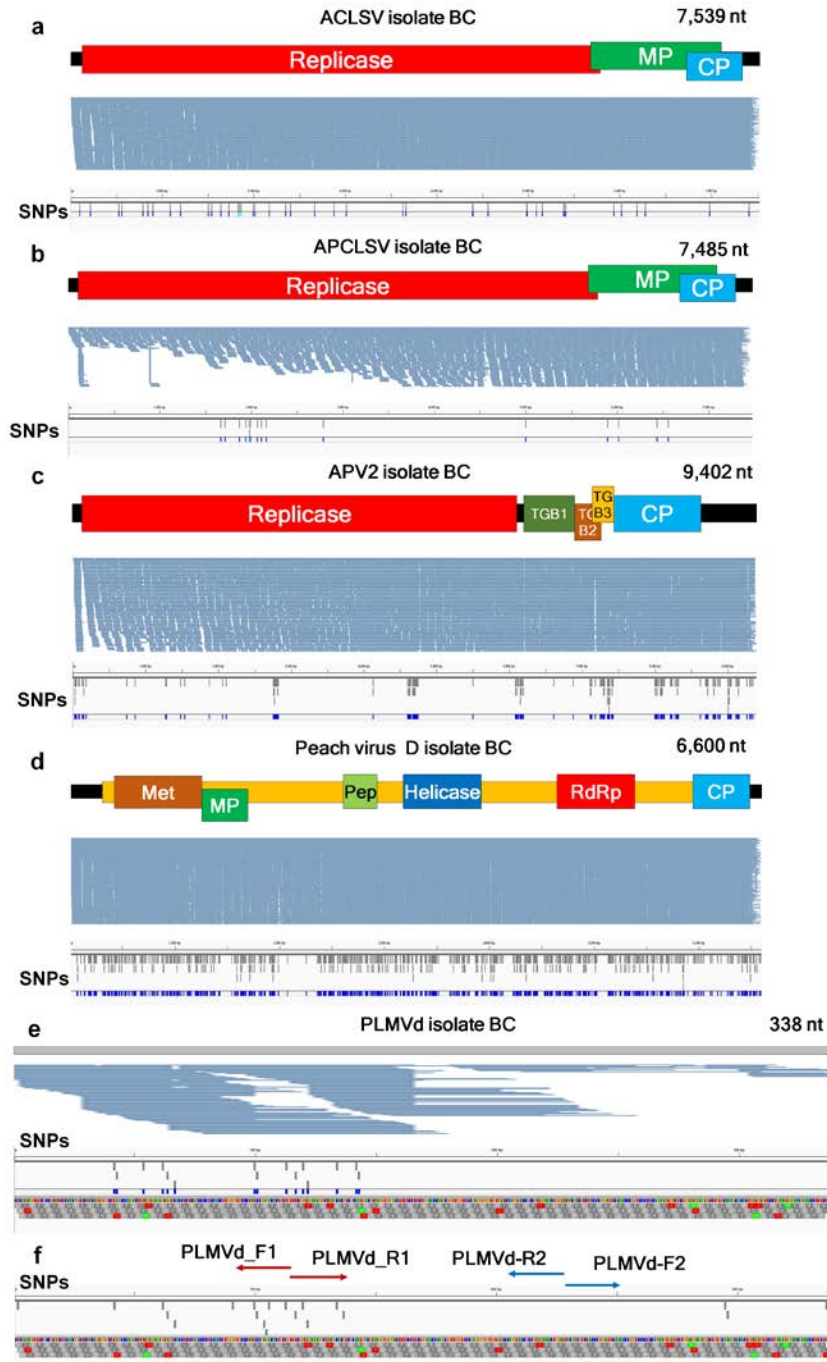 a ACLSV isolate BC 7,539 nt
Replicase MP CP
SNPs
b APCLSV isolate BC 7,485 nt
Replicase MP CP
SNPs
c APV2 isolate BC 9,402 nt
Replicase TGB1 TG B2 TG B3 CP
SNPs
d Peach virus D isolate BC 6,600 nt
Met MP Pep Helicase RdRp CP
SNPs
e PLMVd isolate BC 338 nt
SNPs
f PLMVd_F1 PLMVd_R1 PLMVd-R2 PLMVd-F2
SNPs